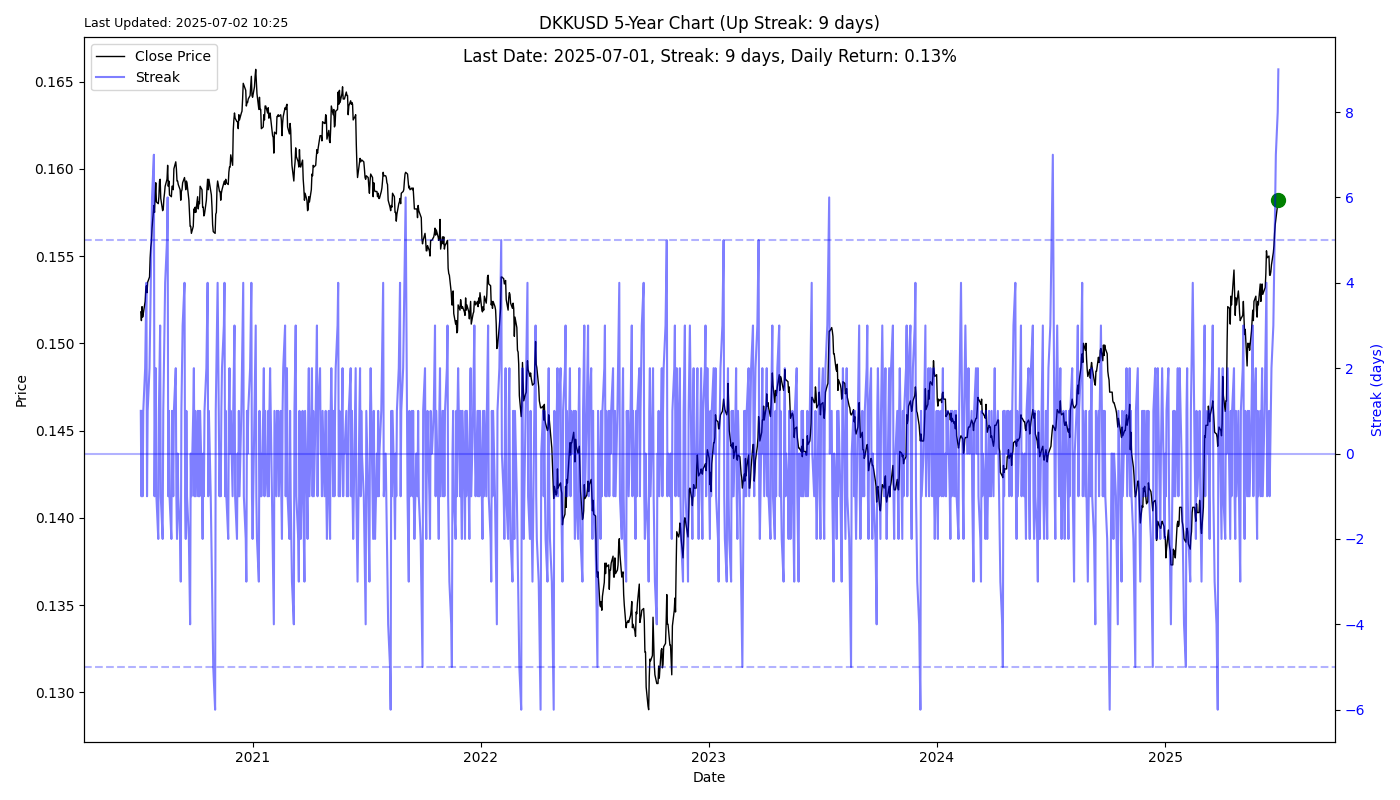 Last Updated: 2025-07-02 10:25
DKKUSD 5-Year Chart (Up Streak: 9 days)
Last Date: 2025-07-01, Streak: 9 days, Daily Return: 0.13%
Close Price
Streak
0.165
0.160
0.155
0.150
0.145
0.140
0.135
0.130
Price
8
6
4
2
0
−2
−4
−6
Streak (days)
2021
2022
2023
2024
2025
Date